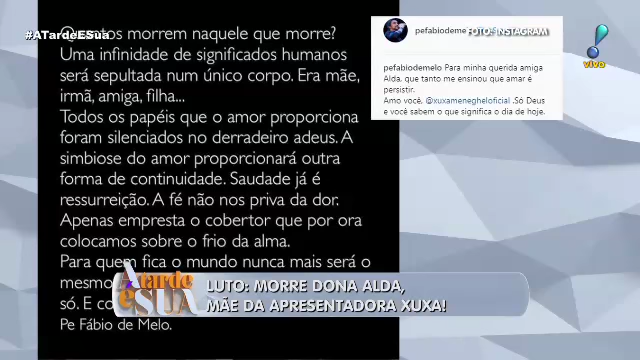 #ATardeESua
morrem naquele que morre?
Uma infinidade de significados humanos
será sepultada num único corpo. Era mãe,
irmã, amiga, filha...
Todos os papéis que o amor proporciona
foram silenciados no derradeiro adeus. A
simbiose do amor proporcionará outra
forma de continuidade. Saudade já é
ressurreição. A fé não nos priva da dor.
Apenas empresta o cobertor que por ora
colocamos sobre o frio da alma.
Para quem fica o mundo nunca mais será o
mesmo
só. E
Pe Fábio de Melo.
FOTO: INSTAGRAM
pefabiodemelo Para minha querida amiga
Alda, que tanto me ensinou que amar é
persistir.
Amo você, @xuxamenegheloficial .Só Deus
e você sabem o que significa o dia de hoje.
vivo
A tarde
é SUA
LUTO: MORRE DONA ALDA,
MÃE DA APRESENTADORA XUXA!